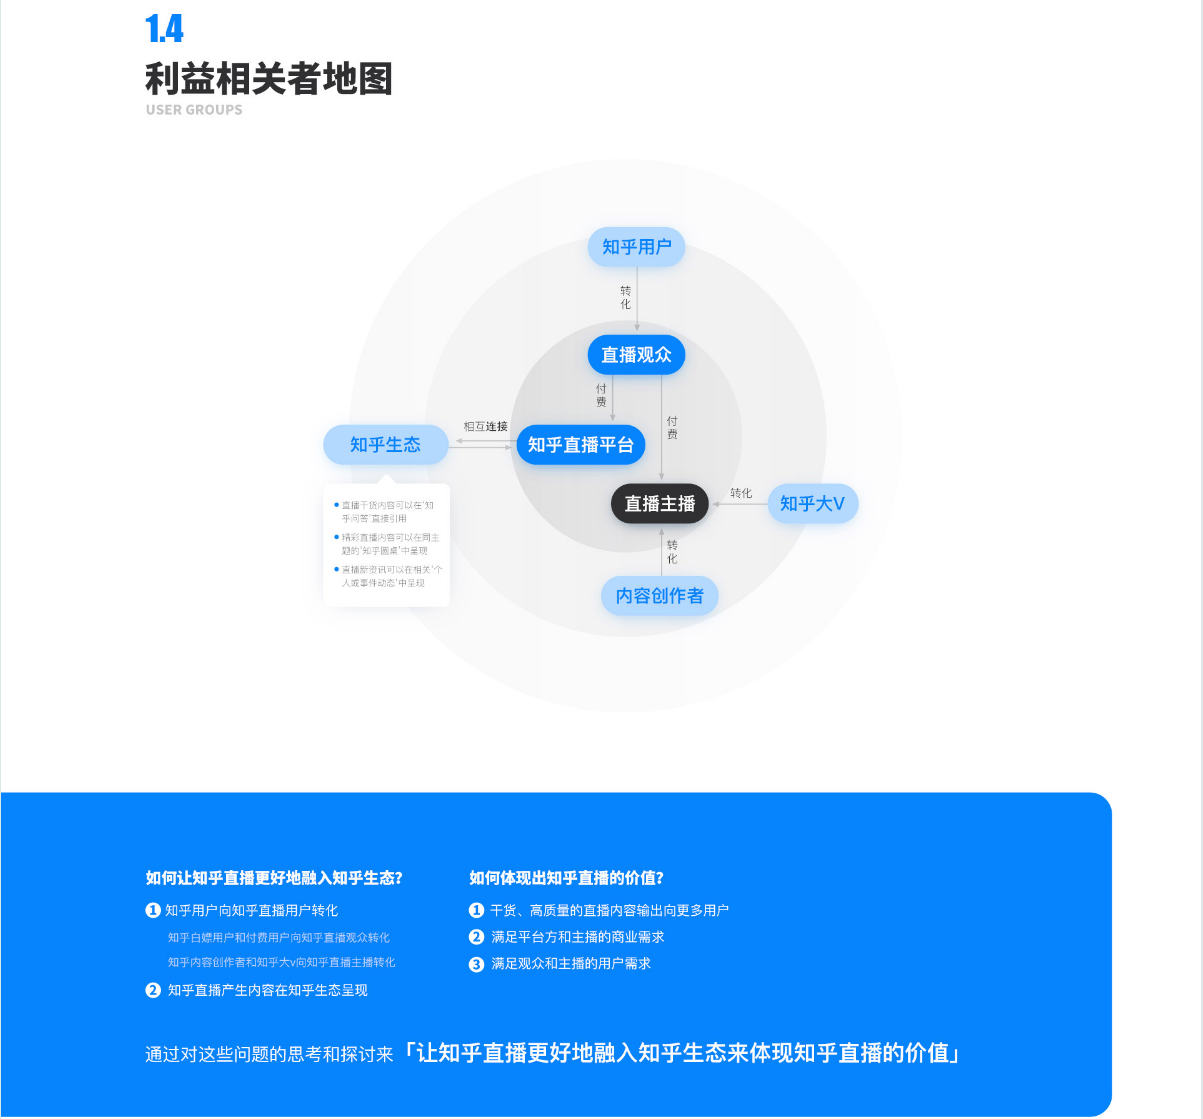 1.4
利益相关者地图
USER GROUPS
知乎用户
转
化
直播观众
付
费
付
费
相互连接
知乎生态
知乎直播平台
直播主播
转化
知乎大V
转
化
内容创作者
直播干货内容可以在'知
乎问答'直接引用
精彩直播内容可以在同主
题的'知乎圆桌'中呈现
直播新资讯可以在相关'个
人或事件动态'中呈现
如何让知乎直播更好地融入知乎生态?
1 知乎用户向知乎直播用户转化
知乎白嫖用户和付费用户向知乎直播观众转化
知乎内容创作者和知乎大v向知乎直播主播转化
2 知乎直播产生内容在知乎生态呈现
如何体现出知乎直播的价值?
1 干货、高质量的直播内容输出向更多用户
2 满足平台方和主播的商业需求
3 满足观众和主播的用户需求
通过对这些问题的思考和探讨来「让知乎直播更好地融入知乎生态来体现知乎直播的价值」